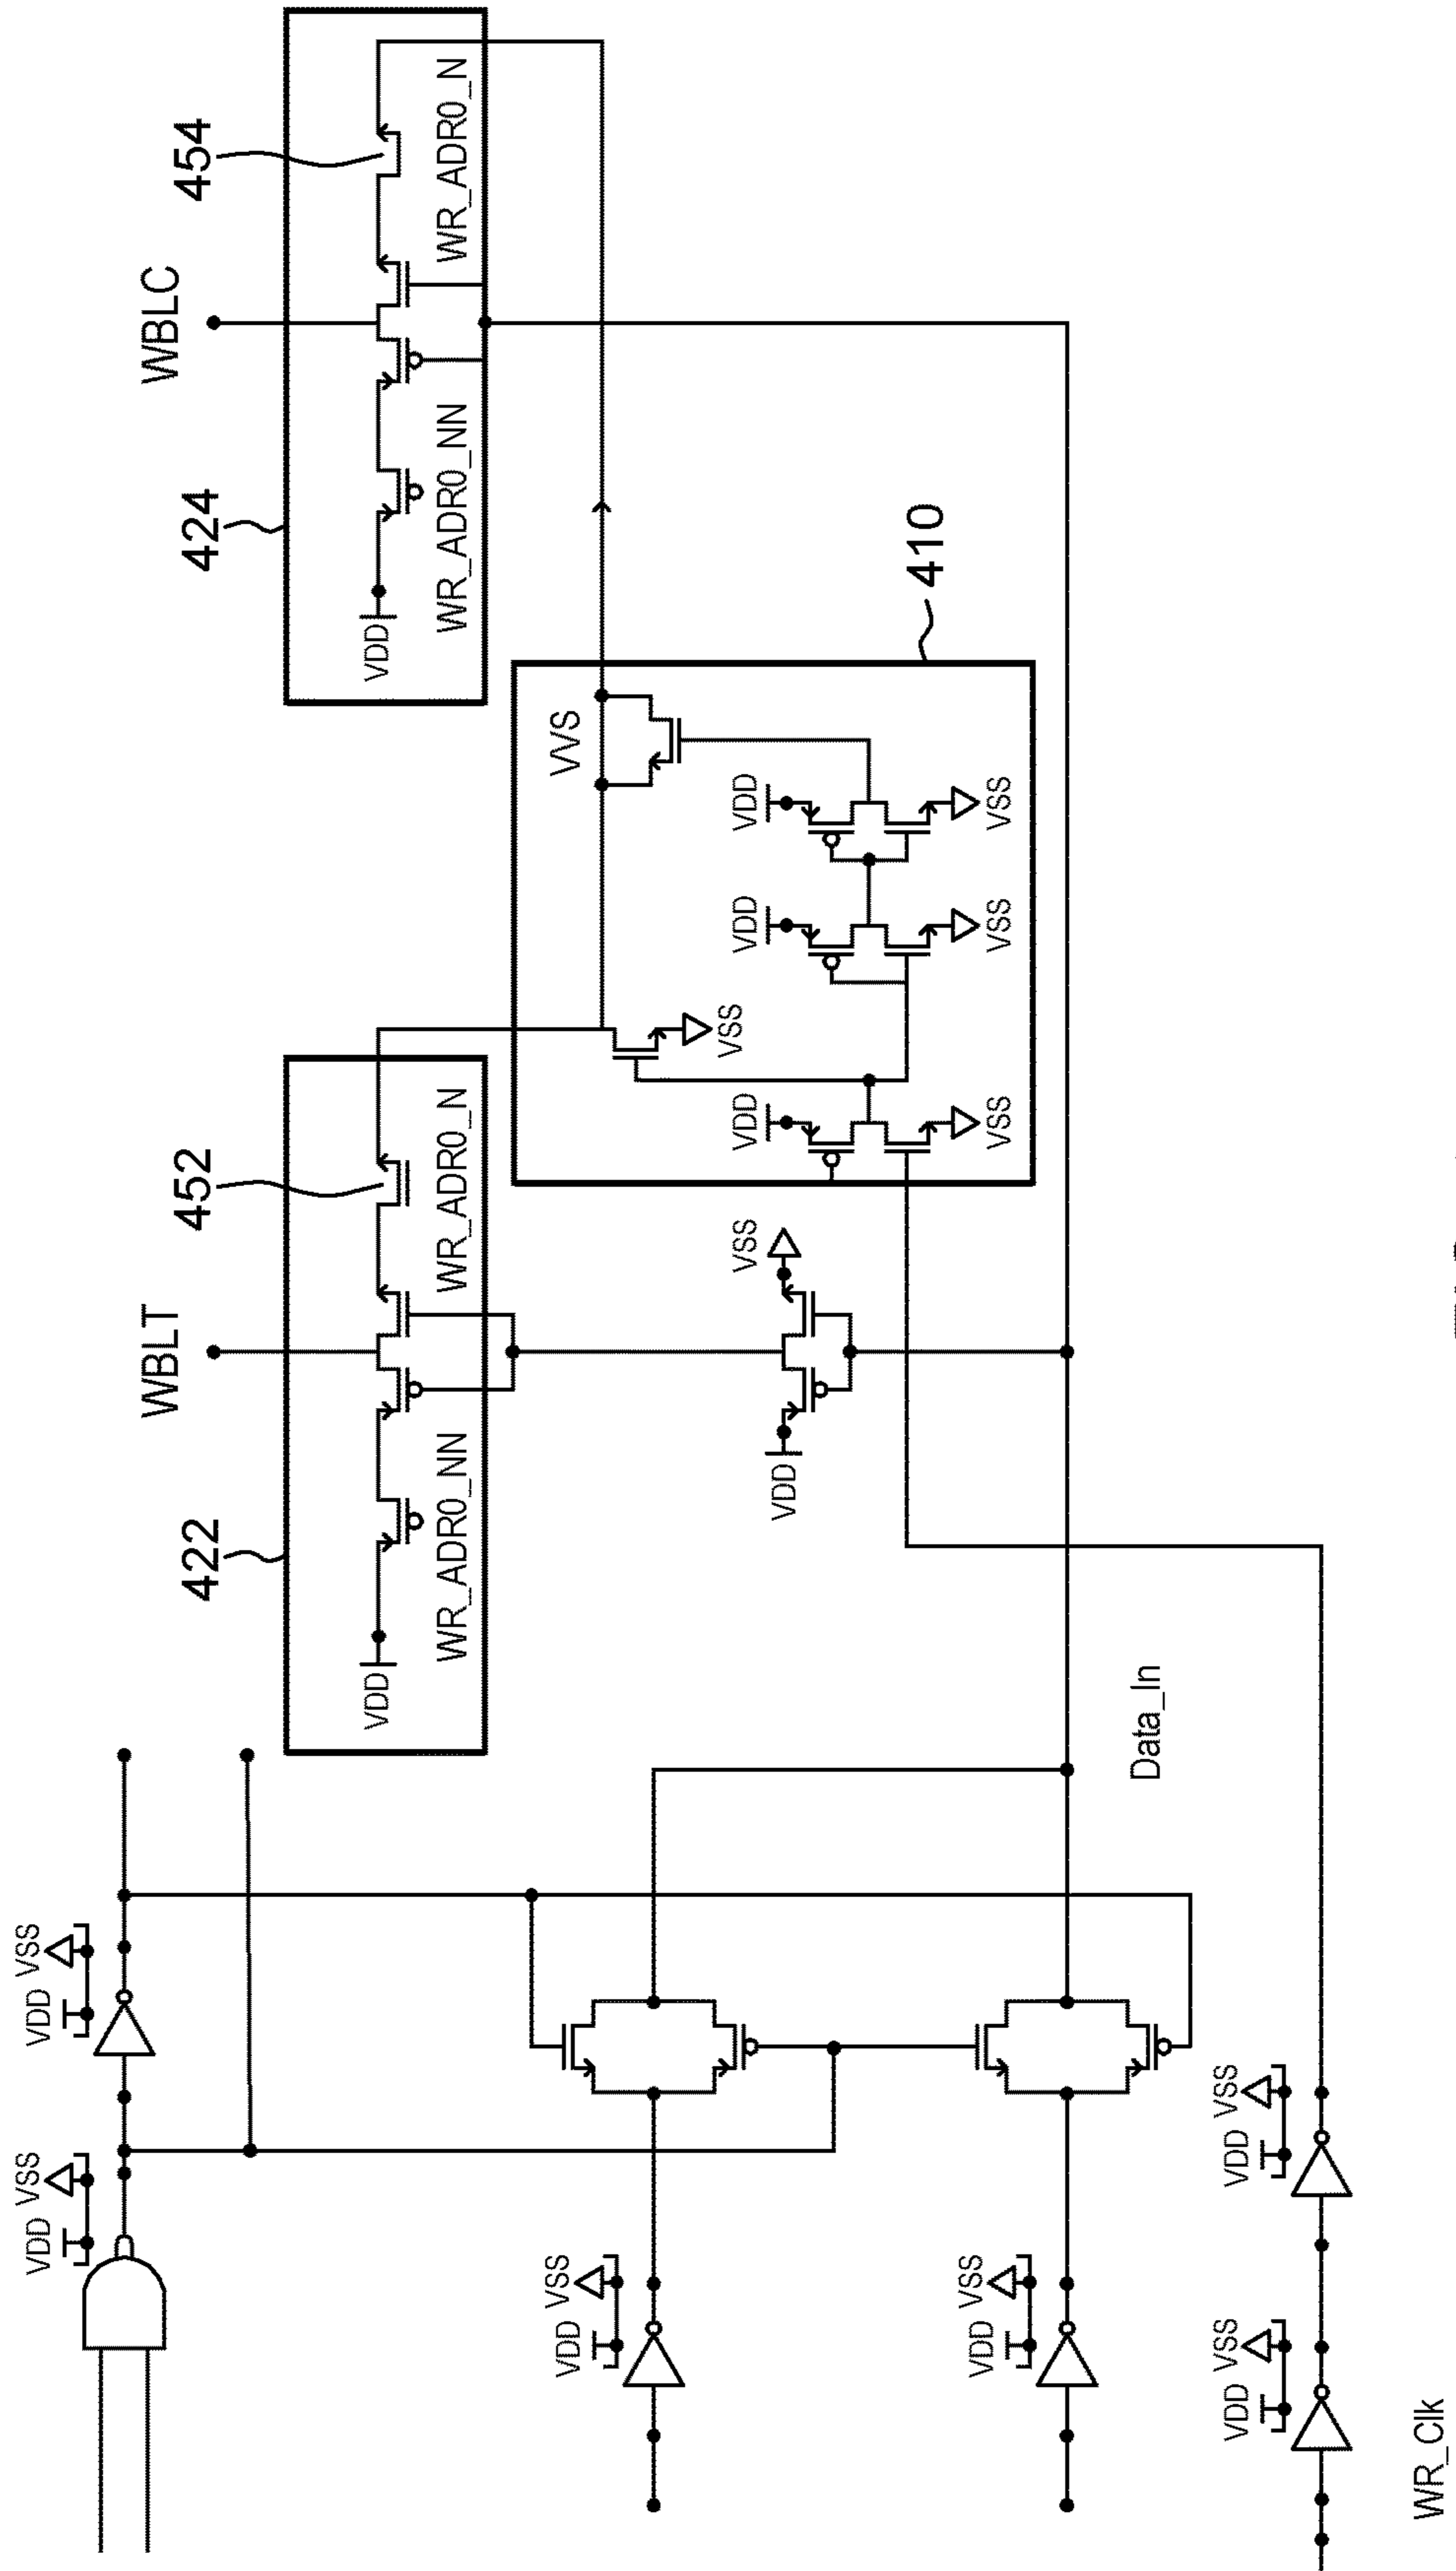 WBLT
WBLC
422
452
424
454
VDD
WR_ADR0_NN
WR_ADR0_N
VDD
WR_ADR0_NN
WR_ADR0_N
VDD VSS
VDD VSS
VVS
410
VDD
VSS
VSS
VDD
VSS
VDD
VSS
VDD
VSS
VDD VSS
VDD VSS
Data_In
VDD VSS
VDD VSS
WR_Clk